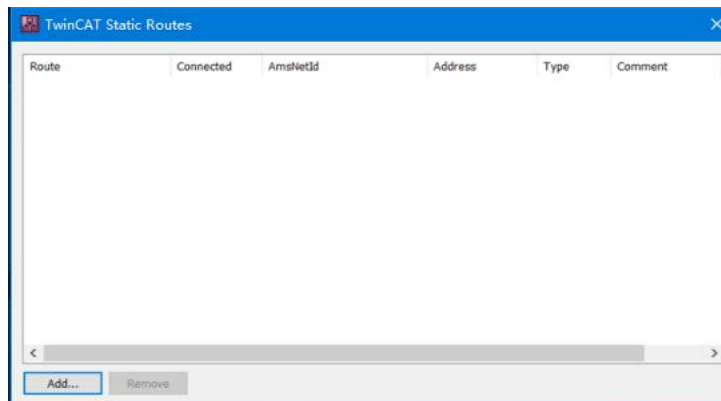 TwinCAT Static Routes
Route Connected AmsNetId Address Type Comment
Add... Remove